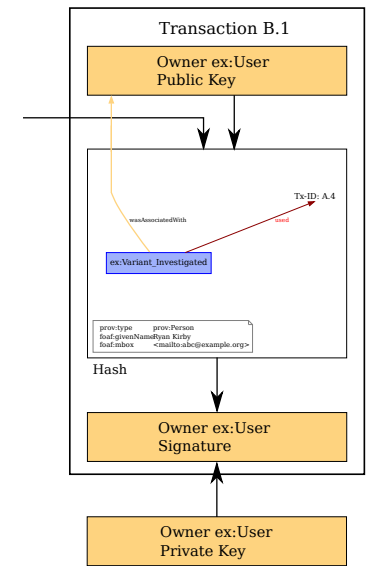 Transaction B.1
Owner ex:User
Public Key
Tx-ID: A.4
wasAssociatedWith
used
ex:Variant_Investigated
prov:type prov:Person
foaf:givenName Ryan Kirby
foaf:mbox <mailto:abc@example.org>
Hash
Owner ex:User
Signature
Owner ex:User
Private Key